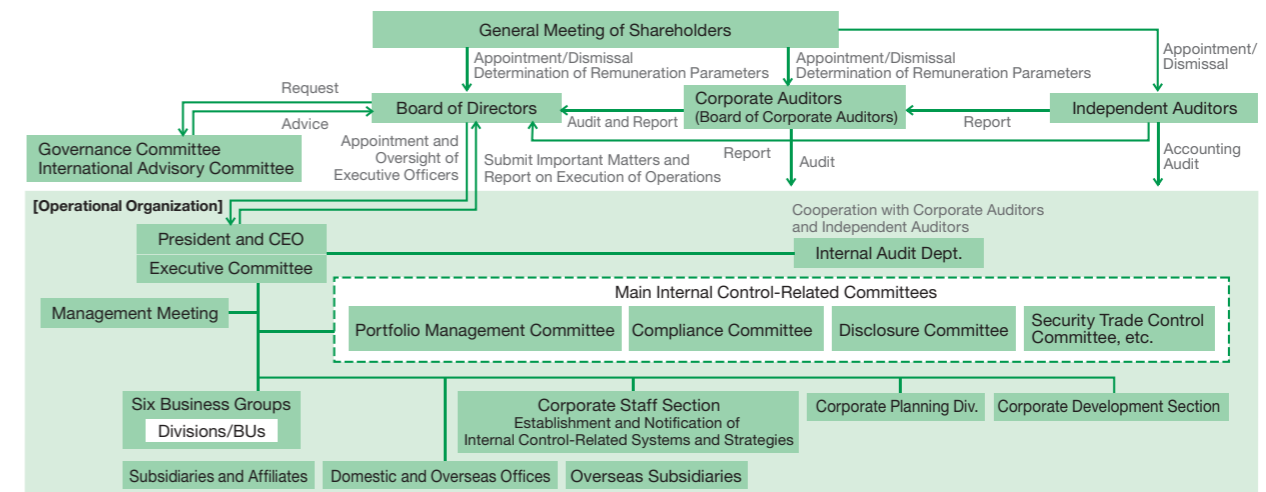 General Meeting of Shareholders
Appointment/Dismissal
Determination of Remuneration Parameters
Appointment/Dismissal
Determination of Remuneration Parameters
Appointment/
Dismissal
Request
Board of Directors
Corporate Auditors
(Board of Corporate Auditors)
Independent Auditors
Advice
Audit and Report
Report
Governance Committee
International Advisory Committee
Appointment and
Oversight of
Executive Officers
Submit Important Matters and
Report on Execution of Operations
Report
Audit
Accounting
Audit
[Operational Organization]
President and CEO
Executive Committee
Cooperation with Corporate Auditors
and Independent Auditors
Internal Audit Dept.
Management Meeting
Main Internal Control-Related Committees
Portfolio Management Committee
Compliance Committee
Disclosure Committee
Security Trade Control
Committee, etc.
Six Business Groups
Divisions/BUs
Corporate Staff Section
Establishment and Notification of
Internal Control-Related Systems and Strategies
Corporate Planning Div.
Corporate Development Section
Subsidiaries and Affiliates
Domestic and Overseas Offices
Overseas Subsidiaries